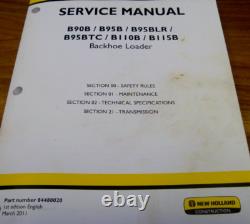 SERVICE MANUAL
B90B / B95B / B95BLR /
B95BTC / B110B / B115B
Backhoe Loader
SECTION 00 - SAFETY RULES
SECTION 01 - MAINTENANCE
SECTION 02 - TECHNICAL SPECIFICATIONS
SECTION 21 - TRANSMISSION
Part number 84480020
1st edition English
March 2011
NEW HOLLAND
CONSTRUCTION